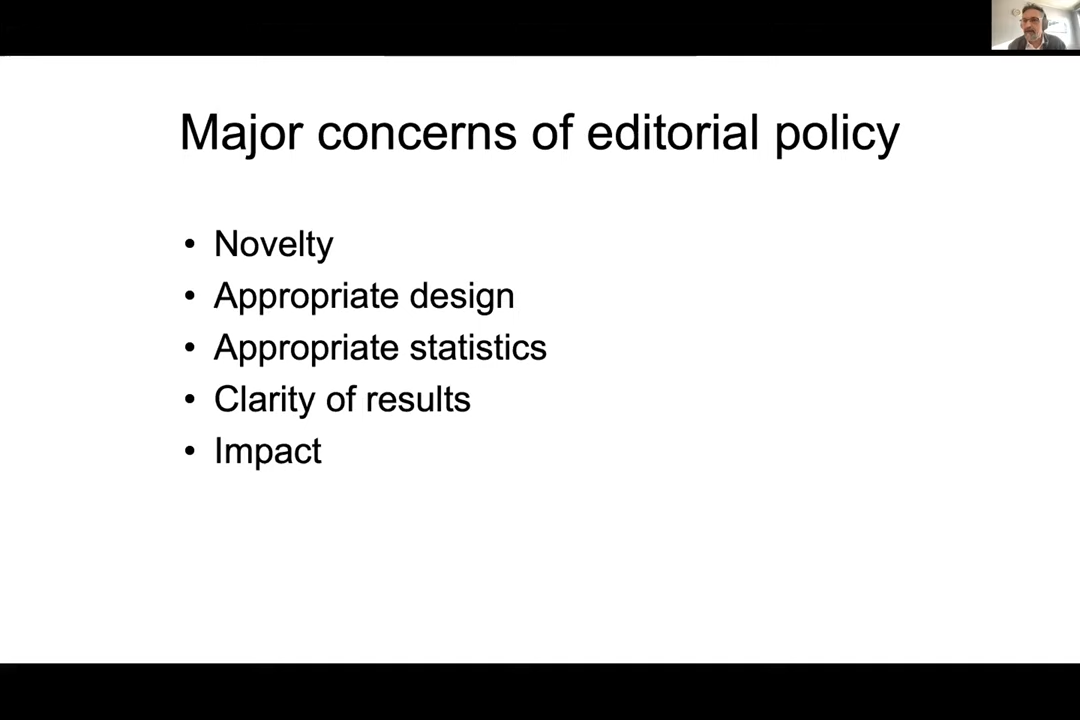 Major concerns of editorial policy
• Novelty
• Appropriate design
• Appropriate statistics
• Clarity of results
• Impact